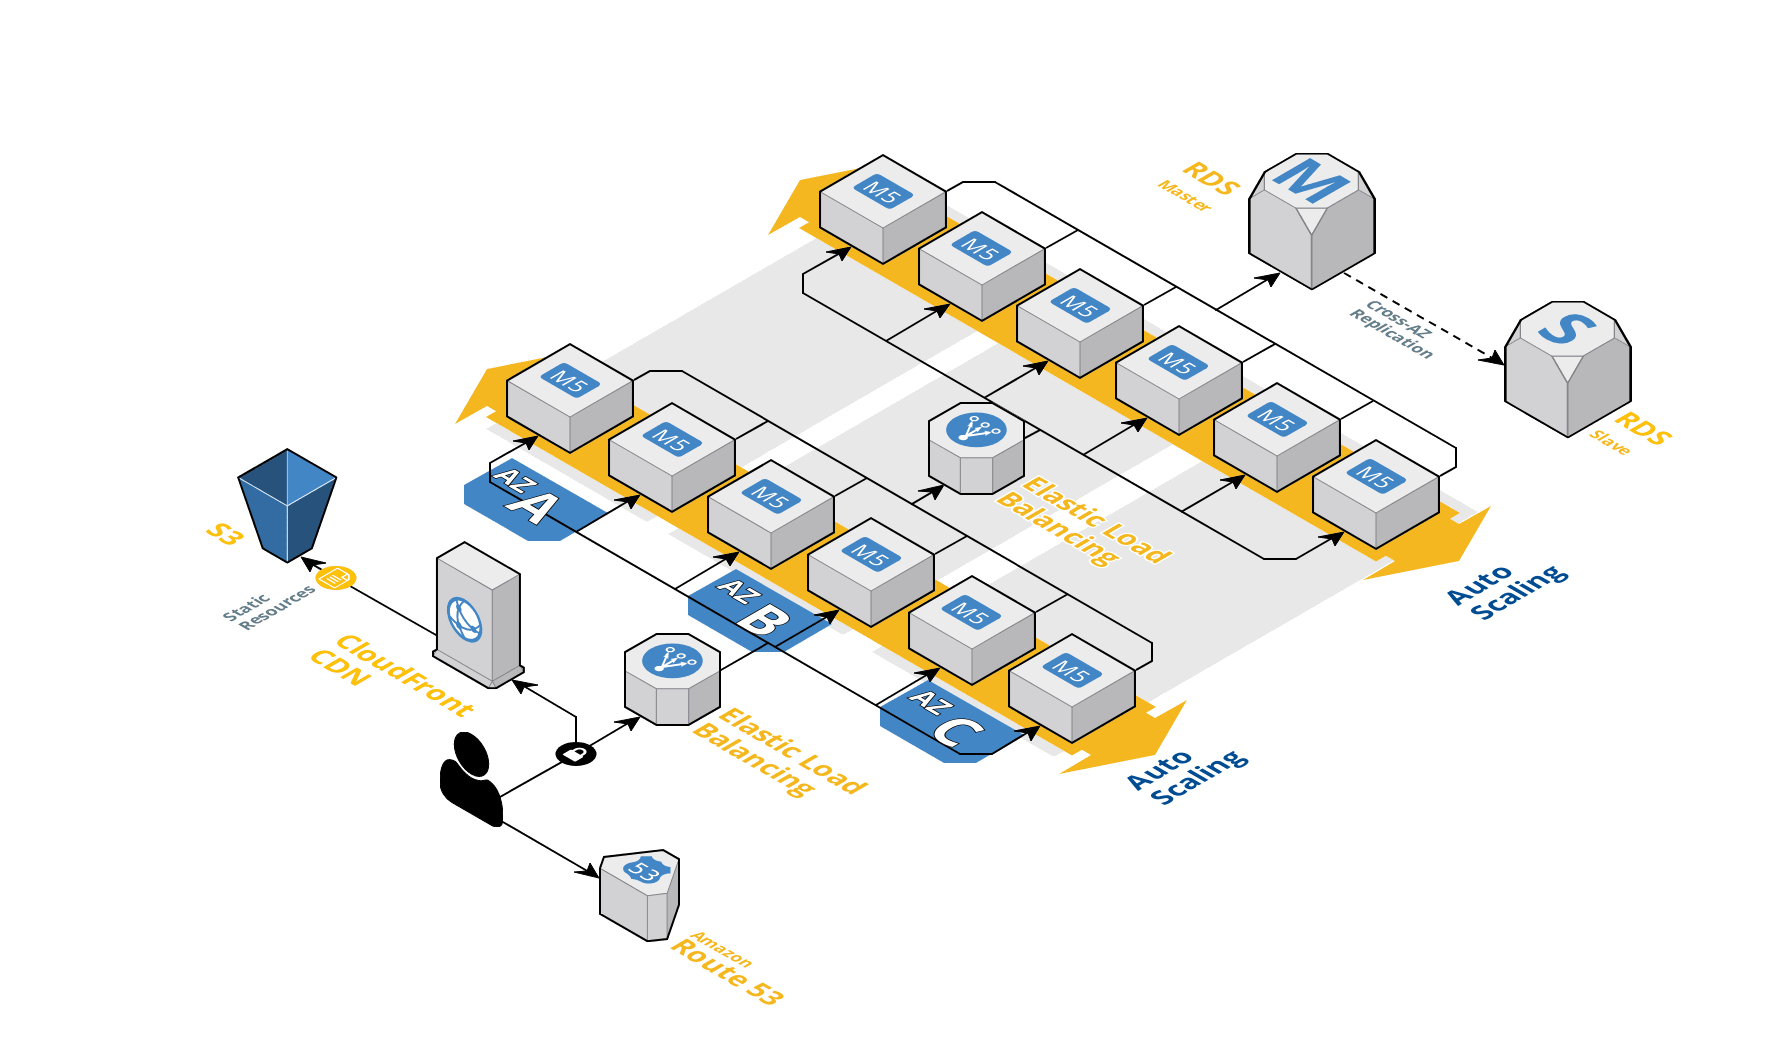 M5
M5
M5
M5
M5
M5
RDS
Master
M
Cross-AZ
Replication
S
RDS
Slave
M5
M5
M5
M5
M5
M5
AZ A
AZ B
AZ C
Elastic Load
Balancing
Auto
Scaling
S3
Static
Resources
CloudFront
CDN
Elastic Load
Balancing
Auto
Scaling
53
Amazon
Route 53